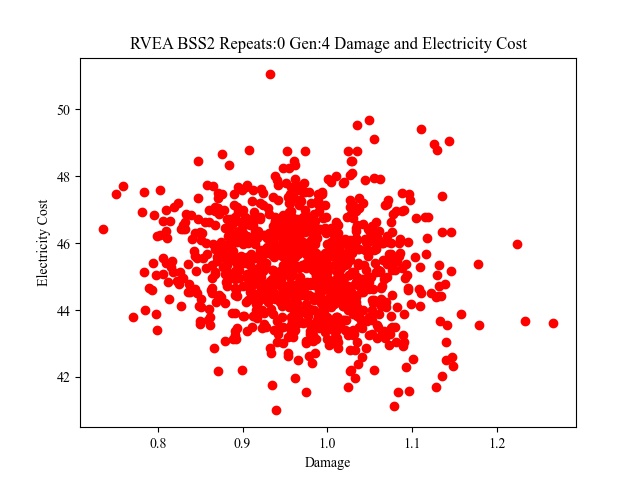 RVEA BSS2 Repeats:0 Gen:4 Damage and Electricity Cost
50
48
46
44
42
Electricity Cost
0.8 0.9 1.0 1.1 1.2
Damage